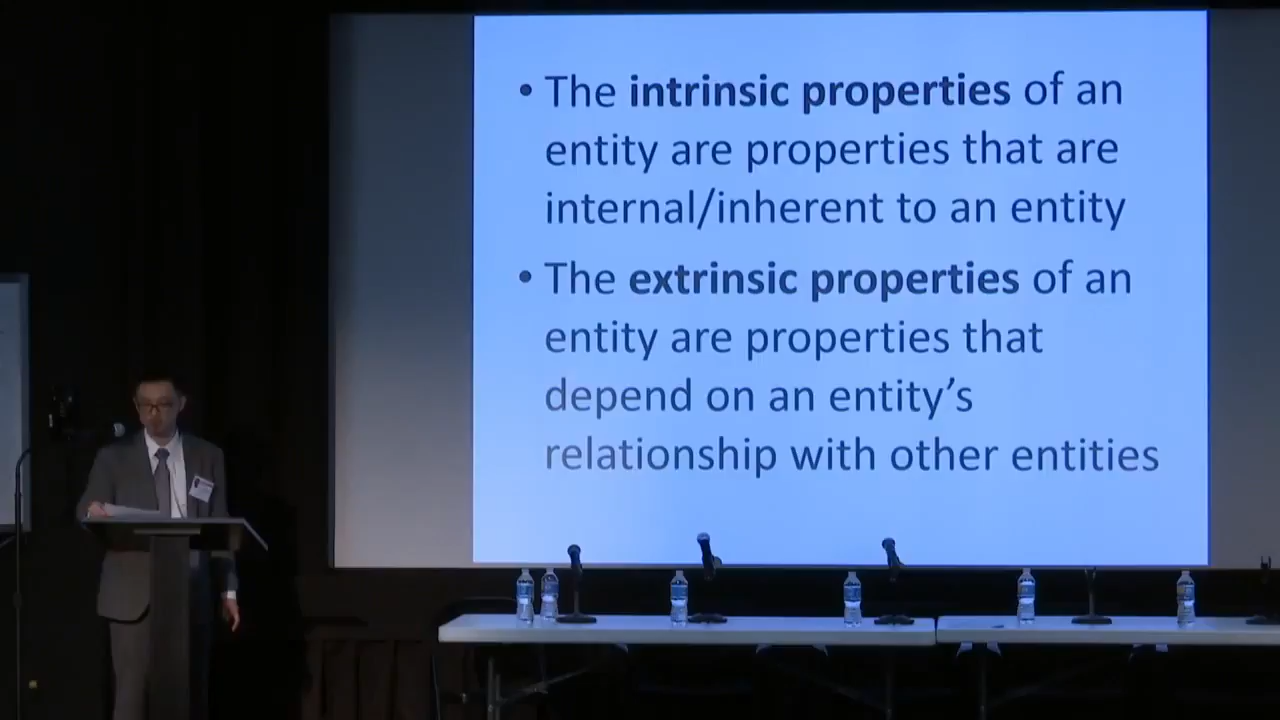 • The intrinsic properties of an
entity are properties that are
internal/inherent to an entity
• The extrinsic properties of an
entity are properties that
depend on an entity’s
relationship with other entities